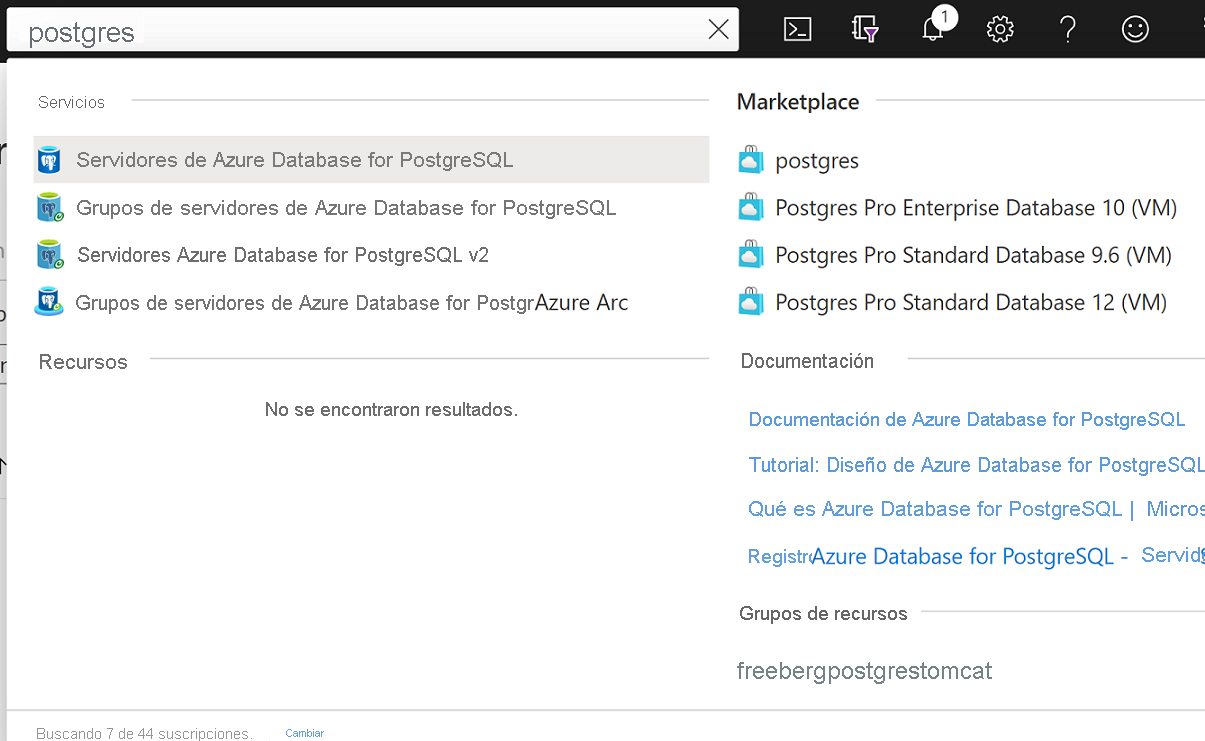 postgres
1
Servicios
Servidores de Azure Database for PostgreSQL
Grupos de servidores de Azure Database for PostgreSQL
Servidores Azure Database for PostgreSQL v2
Grupos de servidores de Azure Database for PostgrAzure Arc
Recursos
No se encontraron resultados.
Marketplace
postgres
Postgres Pro Enterprise Database 10 (VM)
Postgres Pro Standard Database 9.6 (VM)
Postgres Pro Standard Database 12 (VM)
Documentación
Documentación de Azure Database for PostgreSQL
Tutorial: Diseño de Azure Database for PostgreSQL
Qué es Azure Database for PostgreSQL | Micros
Registr Azure Database for PostgreSQL - Servid
Grupos de recursos
freebergpostgrestomcat
Buscando 7 de 44 suscripciones. Cambiar